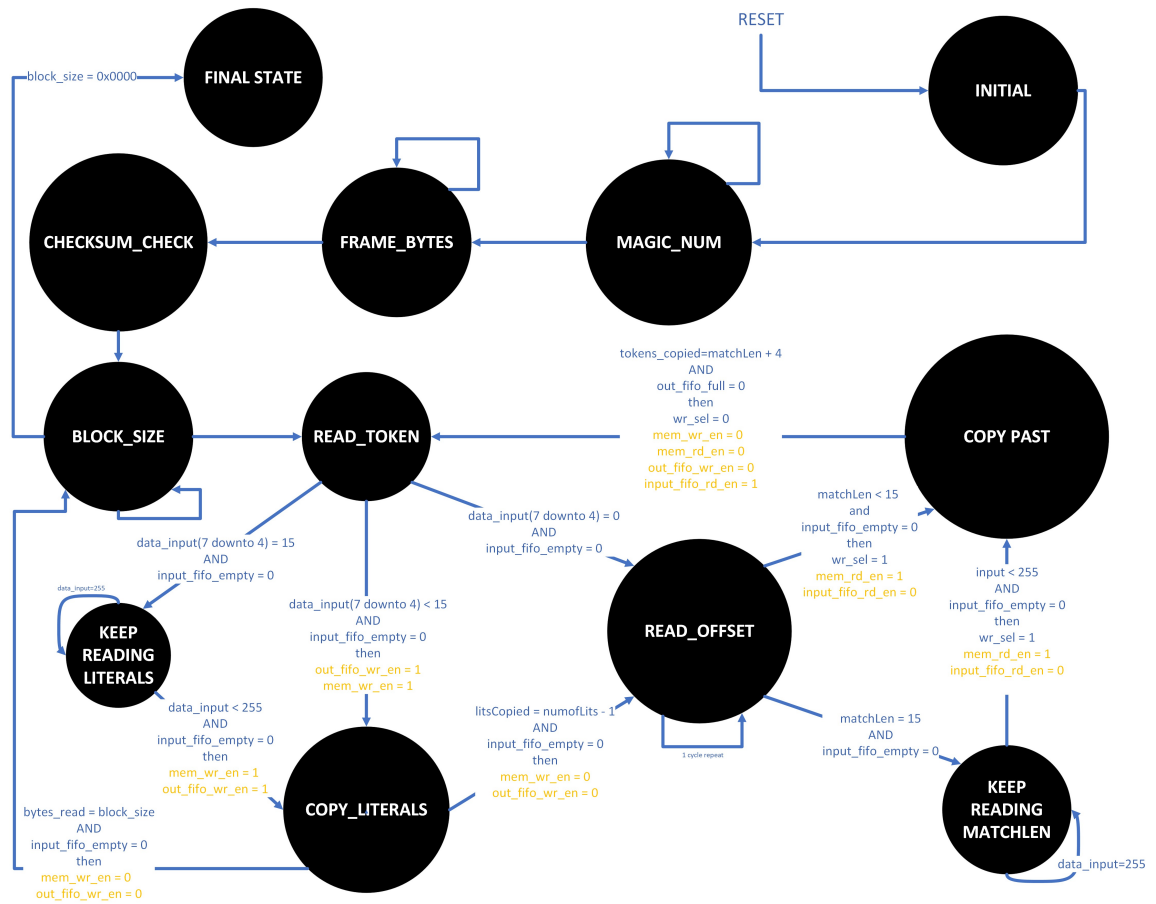 RESET
block_size = 0x0000
FINAL STATE
INITIAL
CHECKSUM_CHECK
FRAME_BYTES
MAGIC_NUM
tokens_copied=matchLen + 4
AND
out_fifo_full = 0
then
wr_sel = 0
mem_wr_en = 0
mem_rd_en = 0
out_fifo_wr_en = 0
input_fifo_rd_en = 1
BLOCK_SIZE
READ_TOKEN
COPY PAST
data_input(7 downto 4) = 15
AND
input_fifo_empty = 0
data_input(7 downto 4) = 0
AND
input_fifo_empty = 0
matchLen < 15
and
input_fifo_empty = 0
then
wr_sel = 1
mem_rd_en = 1
input_fifo_rd_en = 0
data_input=255
KEEP
READING
LITERALS
data_input(7 downto 4) < 15
AND
input_fifo_empty = 0
then
out_fifo_wr_en = 1
mem_wr_en = 1
READ_OFFSET
input < 255
AND
input_fifo_empty = 0
then
wr_sel = 1
mem_rd_en = 1
input_fifo_rd_en = 0
data_input < 255
AND
input_fifo_empty = 0
then
mem_wr_en = 1
out_fifo_wr_en = 1
litsCopied = numofLits - 1
AND
input_fifo_empty = 0
then
mem_wr_en = 0
out_fifo_wr_en = 0
1 cycle repeat
matchLen = 15
AND
input_fifo_empty = 0
bytes_read = block_size
AND
input_fifo_empty = 0
then
mem_wr_en = 0
out_fifo_wr_en = 0
COPY_LITERALS
KEEP
READING
MATCHLEN
data_input=255